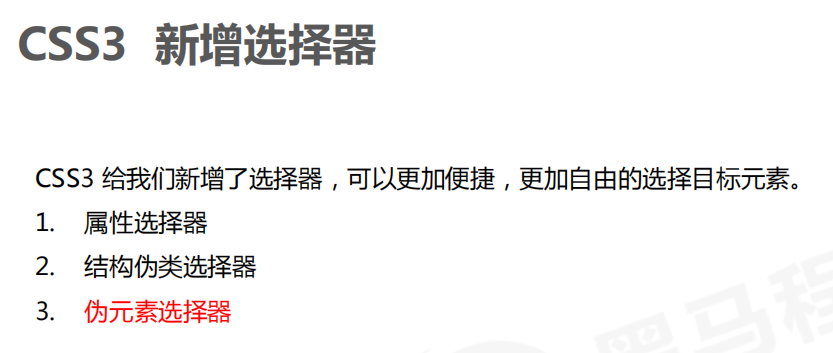 CSS3 新增选择器
CSS3 给我们新增了选择器，可以更加便捷，更加自由的选择目标元素。
1. 属性选择器
2. 结构伪类选择器
3. 伪元素选择器
黑马程